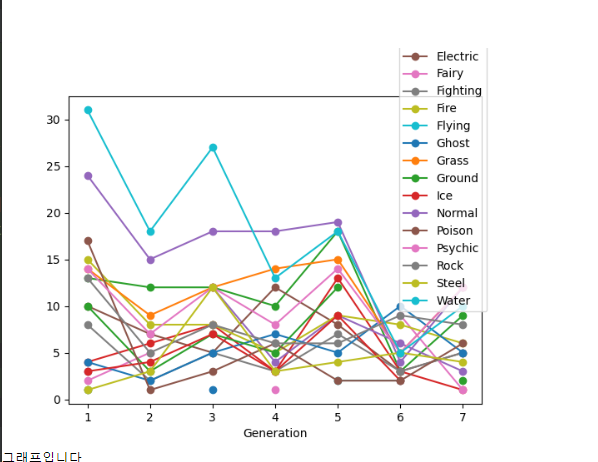 Electric
Fairy
Fighting
Fire
Flying
Ghost
Grass
Ground
Ice
Normal
Poison
Psychic
Rock
Steel
Water
30
25
20
15
10
5
0
1 2 3 4 5 6 7
Generation
그래프입니다